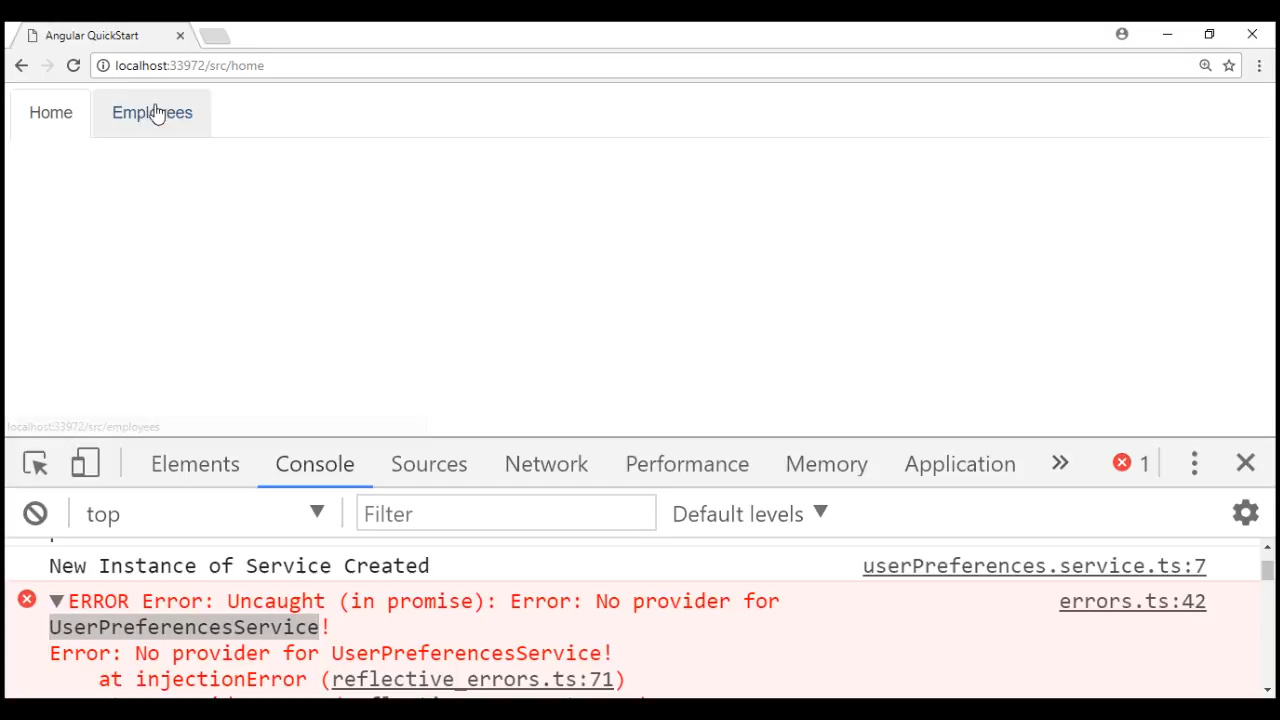 Angular QuickStart
localhost:33972/src/home
Home Employees
localhost:33972/src/employees
Elements Console Sources Network Performance Memory Application 1
top Filter Default levels
New Instance of Service Created userPreferences.service.ts:7
ERROR Error: Uncaught (in promise): Error: No provider for errors.ts:42
UserPreferencesService!
Error: No provider for UserPreferencesService!
at injectionError (reflective_errors.ts:71)